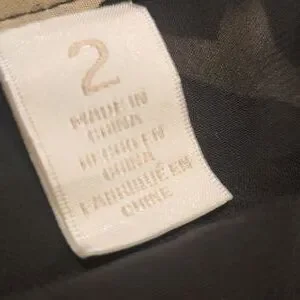 2
MADE IN
CHINA
HECHO EN
CHINA
FABRIQUÉ EN
CHINE